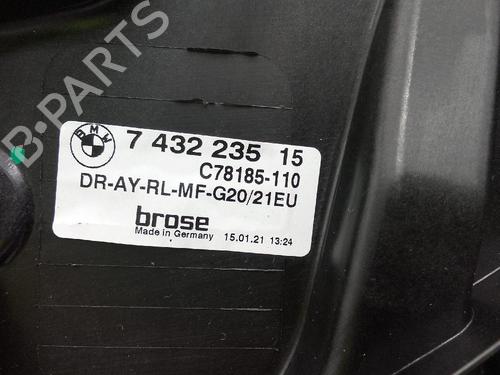 B-PARTS
BMW
7 432 235 15
C78185-110
DR-AY-RL-MF-G20/21EU
brose
Made in Germany 15.01.21 13:24